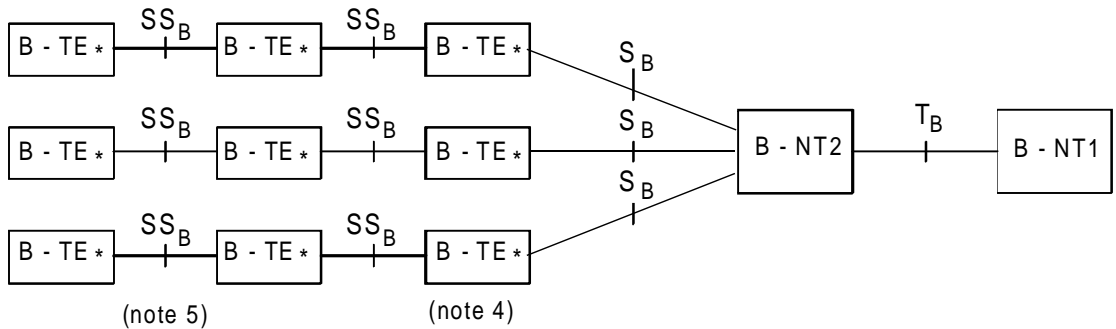 SS_B SS_B
B - TE * B - TE * B - TE *
S_B
SS_B SS_B S_B T_B
B - TE * B - TE * B - TE * B - NT2 B - NT1
S_B
SS_B SS_B
B - TE * B - TE * B - TE *
(note 5) (note 4)